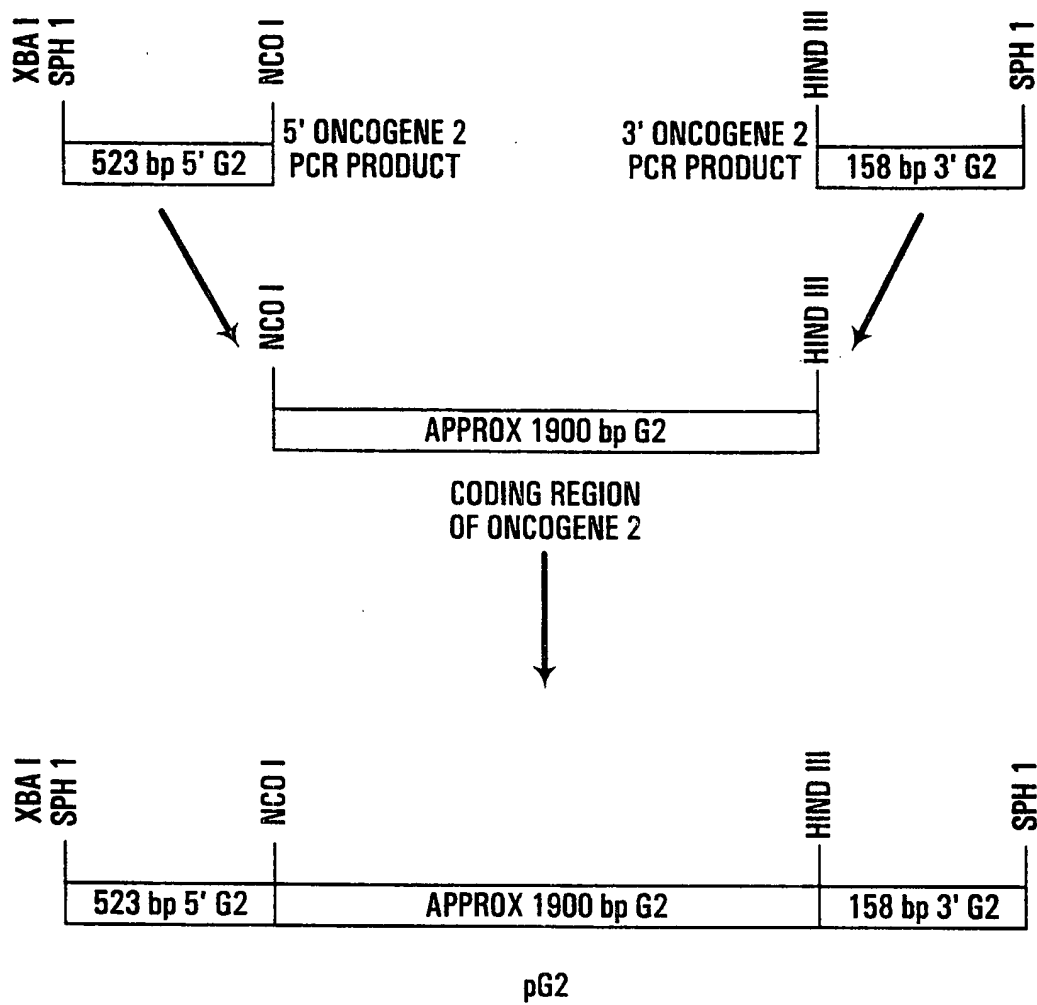 XBA I
SPH 1
NCO I
HIND III
SPH 1
5' ONCOGENE 2
PCR PRODUCT
3' ONCOGENE 2
PCR PRODUCT
523 bp 5' G2
158 bp 3' G2
NCO I
HIND III
APPROX 1900 bp G2
CODING REGION
OF ONCOGENE 2
XBA I
SPH 1
NCO I
HIND III
SPH 1
523 bp 5' G2
APPROX 1900 bp G2
158 bp 3' G2
pG2